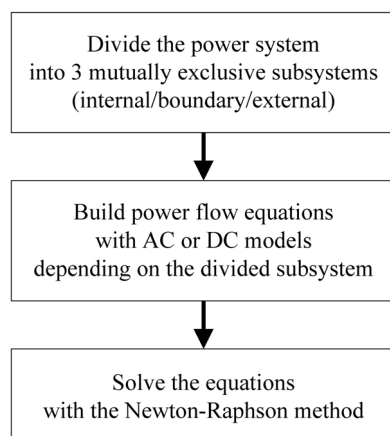 Divide the power system
into 3 mutually exclusive subsystems
(internal/boundary/external)
Build power flow equations
with AC or DC models
depending on the divided subsystem
Solve the equations
with the Newton-Raphson method